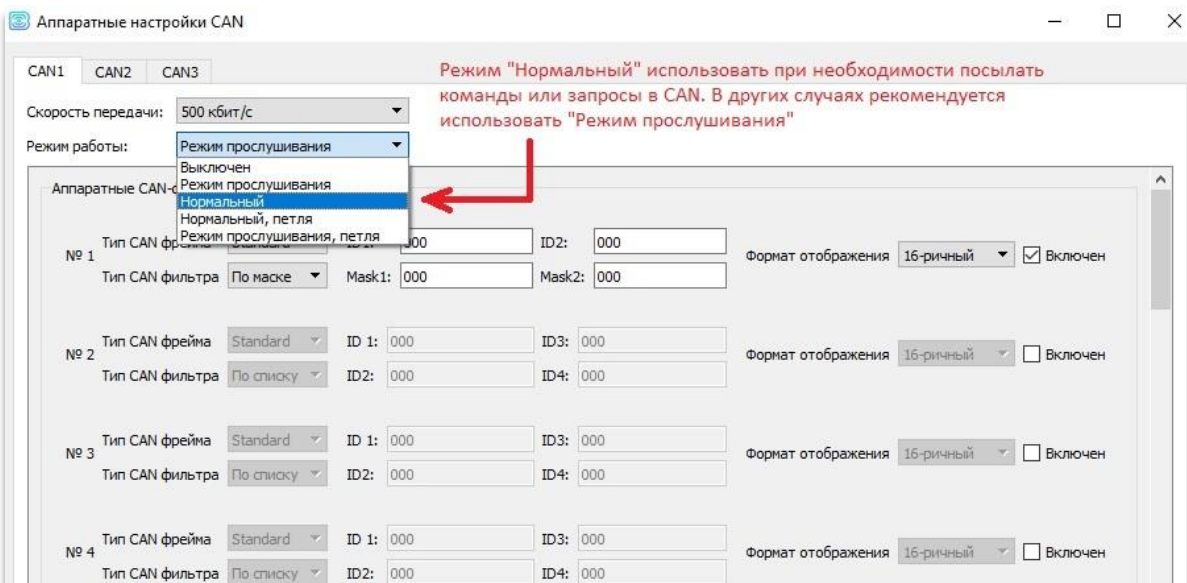 Аппаратные настройки CAN
CAN1 CAN2 CAN3
Режим "Нормальный" использовать при необходимости посылать
команды или запросы в CAN. В других случаях рекомендуется
использовать "Режим прослушивания"
Скорость передачи: 500 кбит/с
Режим работы: Режим прослушивания
Выключен
Режим прослушивания
Нормальный
Нормальный, петля
Режим прослушивания, петля
Аппаратные CAN-
№ 1
Тип CAN 000 ID2: 000
Тип CAN фильтра По маске Mask1: 000 Mask2: 000
Формат отображения 16-ричный Включен
№ 2
Тип CAN фрейма Standard ID 1: 000 ID3: 000
Тип CAN фильтра По списку ID2: 000 ID4: 000
Формат отображения 16-ричный Включен
№ 3
Тип CAN фрейма Standard ID 1: 000 ID3: 000
Тип CAN фильтра По списку ID2: 000 ID4: 000
Формат отображения 16-ричный Включен
№ 4
Тип CAN фрейма Standard ID 1: 000 ID3: 000
Тип CAN фильтра По списку ID2: 000 ID4: 000
Формат отображения 16-ричный Включен